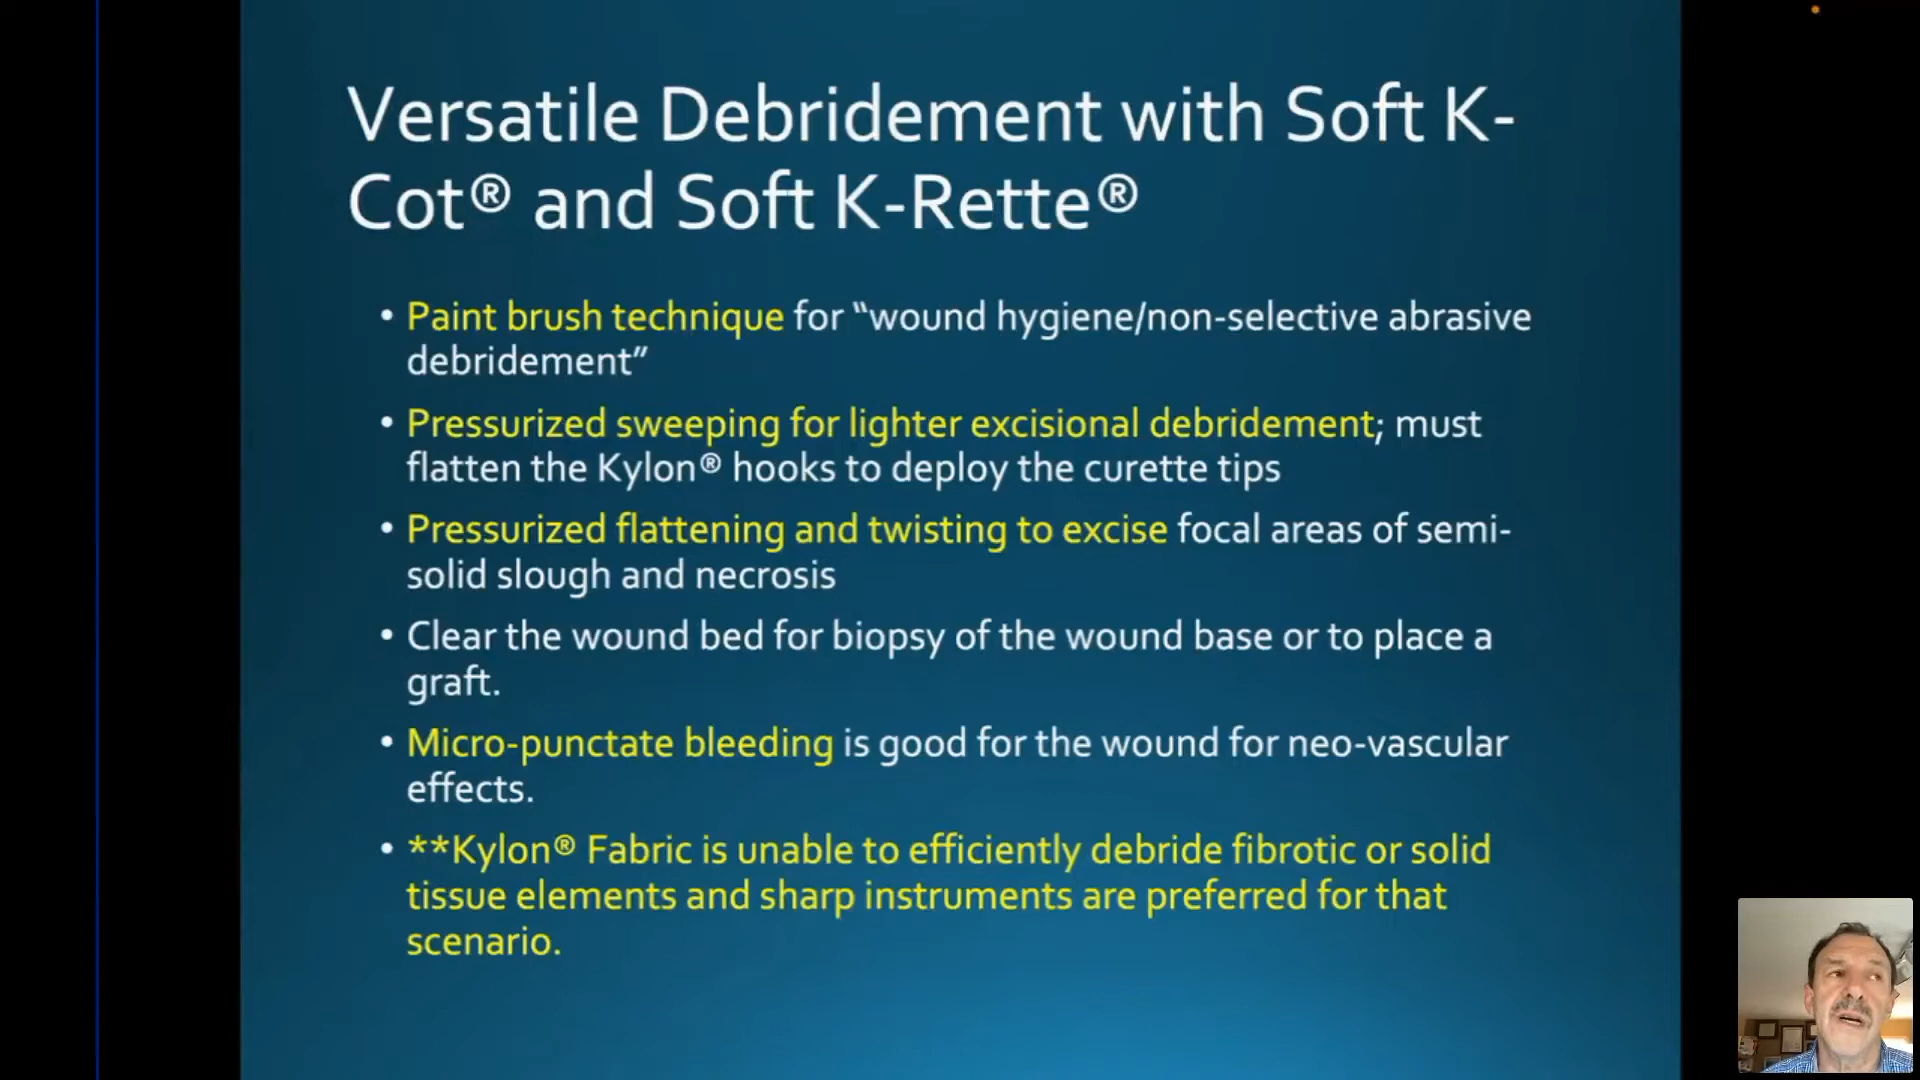 Versatile Debridement with Soft K-
Cot® and Soft K-Rette®
• Paint brush technique for “wound hygiene/non-selective abrasive
debridement”
• Pressurized sweeping for lighter excisional debridement; must
flatten the Kylon® hooks to deploy the curette tips
• Pressurized flattening and twisting to excise focal areas of semi-
solid slough and necrosis
• Clear the wound bed for biopsy of the wound base or to place a
graft.
• Micro-punctate bleeding is good for the wound for neo-vascular
effects.
• **Kylon® Fabric is unable to efficiently debride fibrotic or solid
tissue elements and sharp instruments are preferred for that
scenario.